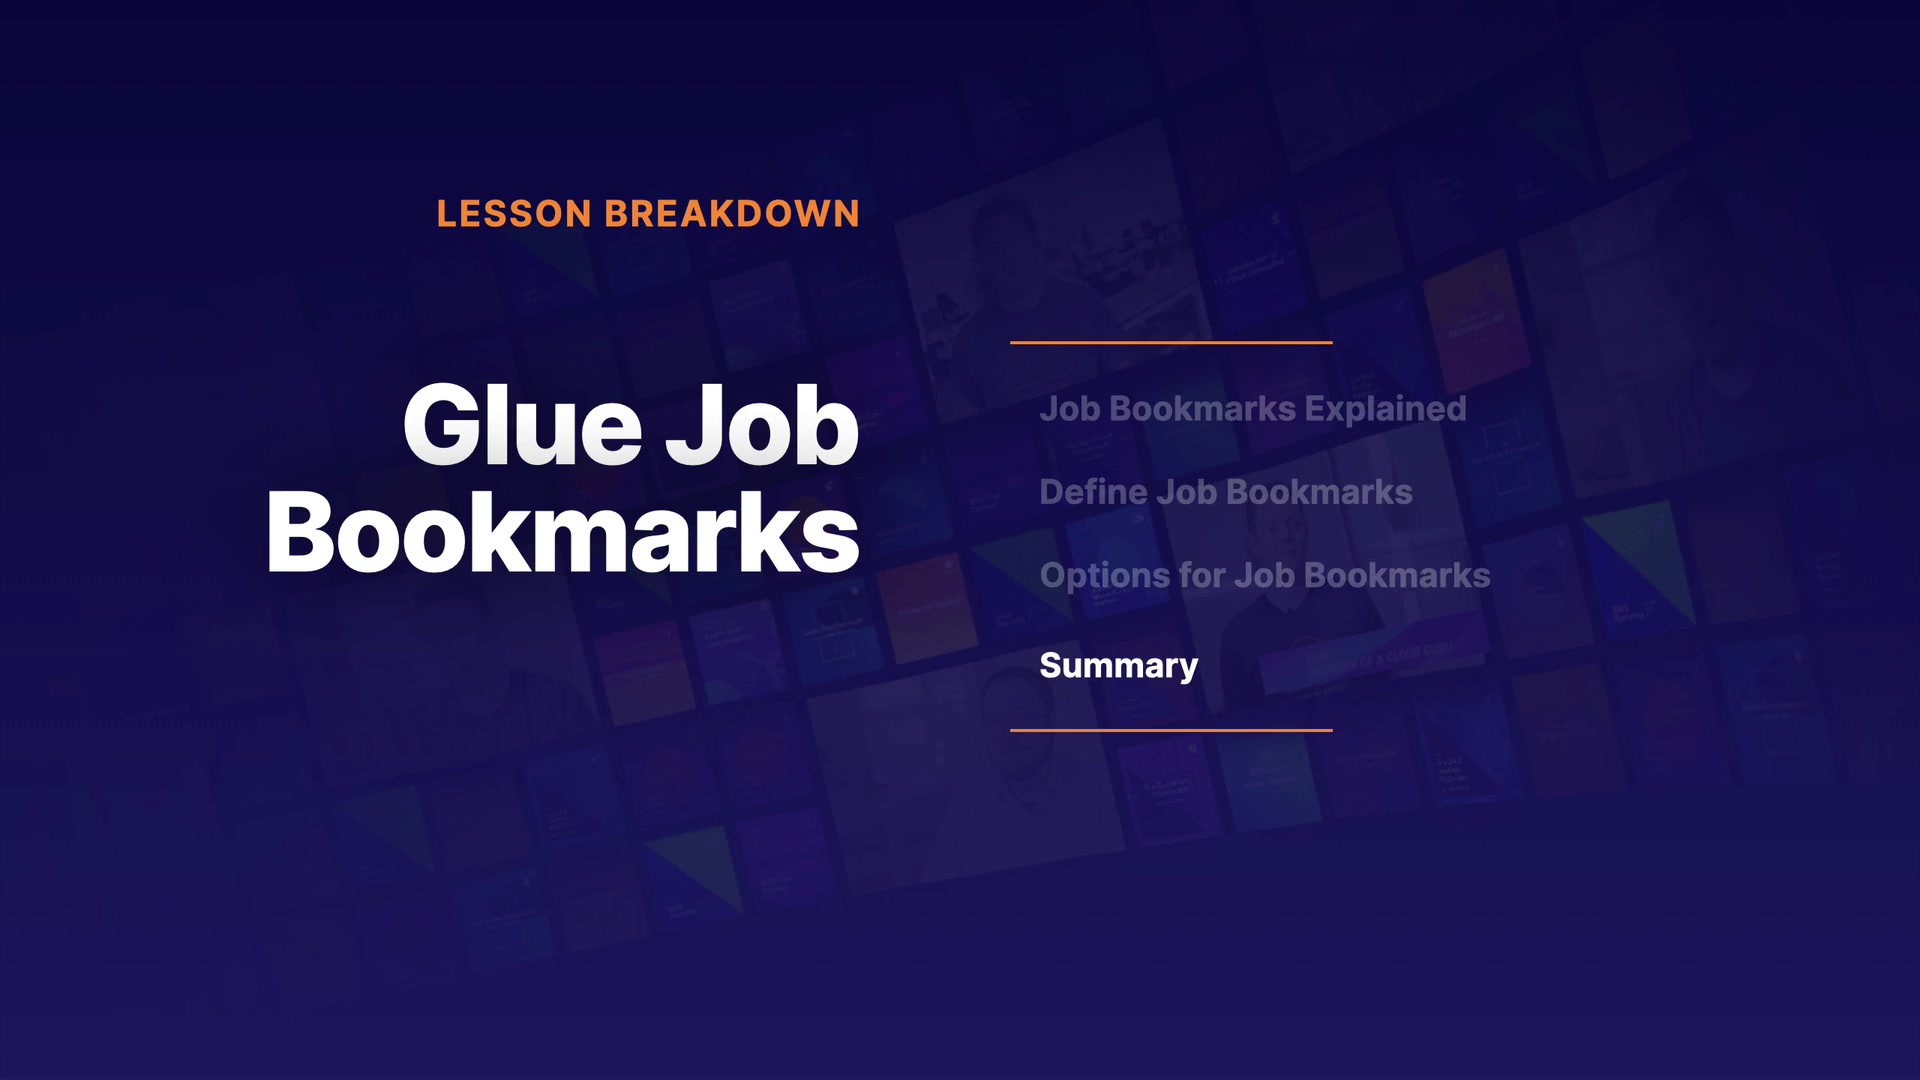 LESSON BREAKDOWN
Glue Job
Bookmarks
Job Bookmarks Explained
Define Job Bookmarks
Options for Job Bookmarks
Summary